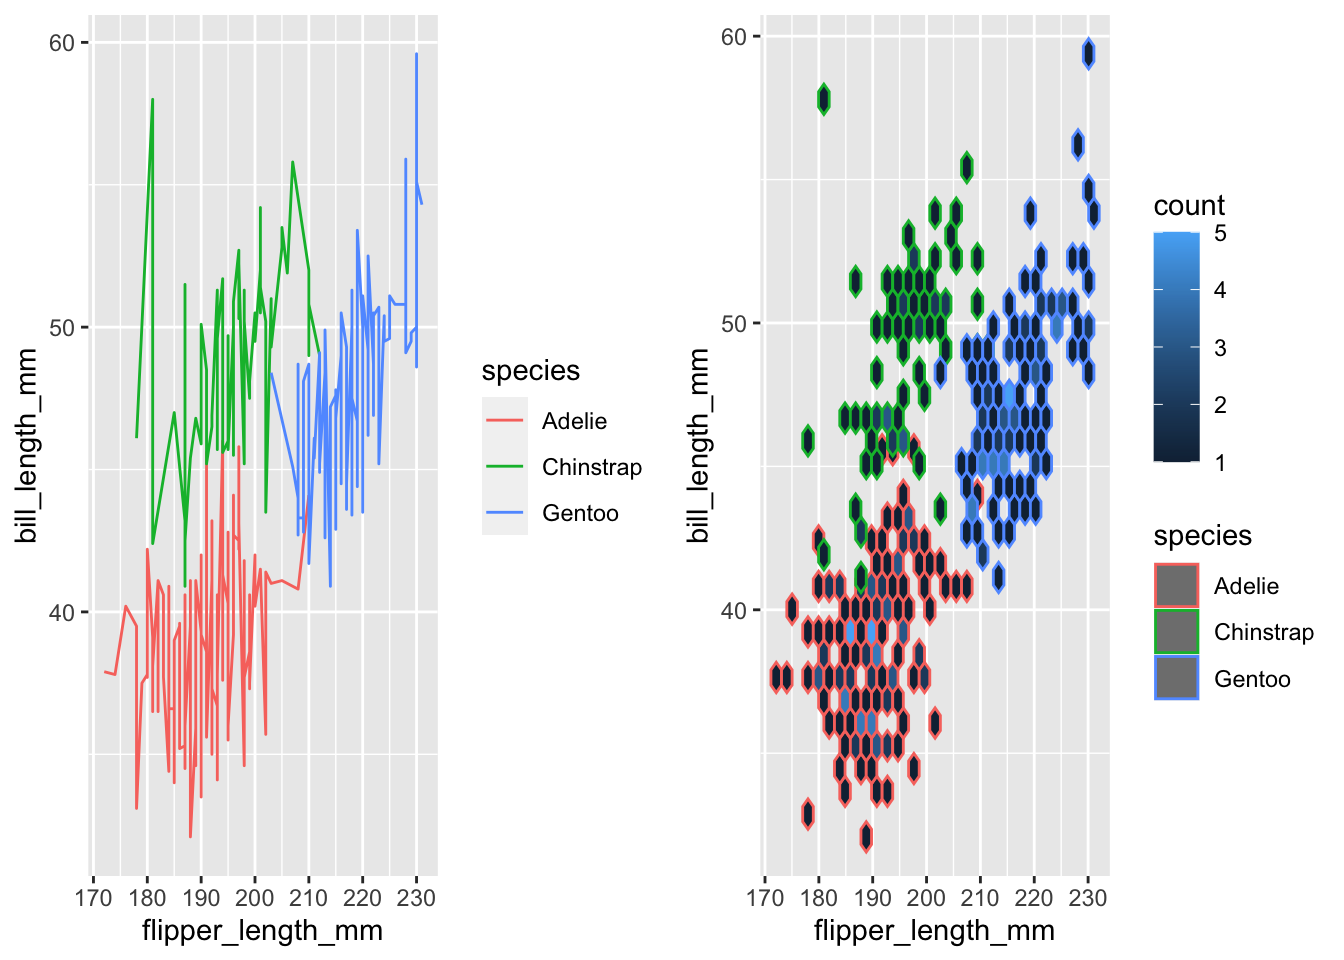 60
50
40
170 180 190 200 210 220 230
flipper_length_mm
bill_length_mm
species
Adelie
Chinstrap
Gentoo
60
50
40
170 180 190 200 210 220 230
flipper_length_mm
bill_length_mm
count
5
4
3
2
1
species
Adelie
Chinstrap
Gentoo